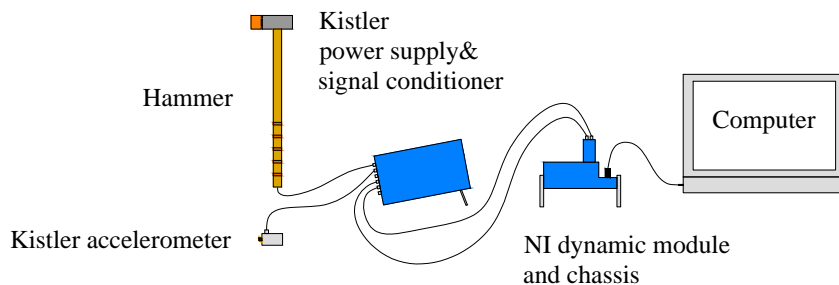 Kistler
power supply&
signal conditioner
Hammer
Computer
Kistler accelerometer
NI dynamic module
and chassis